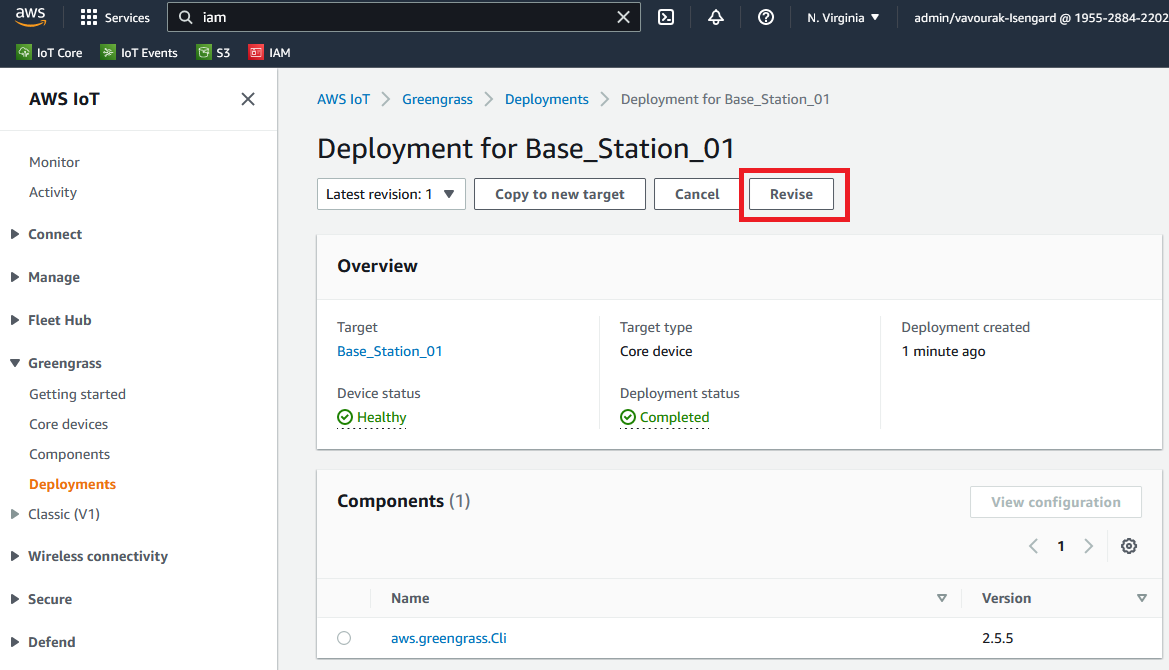 aws Services iam N. Virginia admin/vavourak-Isengard @ 1955-2884-2202
IoT Core IoT Events S3 IAM
AWS IoT
Monitor
Activity
Connect
Manage
Fleet Hub
Greengrass
Getting started
Core devices
Components
Deployments
Classic (V1)
Wireless connectivity
Secure
Defend
AWS IoT Greengrass Deployments Deployment for Base_Station_01
Deployment for Base_Station_01
Latest revision: 1 Copy to new target Cancel Revise
Overview
Target
Base_Station_01
Device status
Healthy
Target type
Core device
Deployment status
Completed
Deployment created
1 minute ago
Components (1) View configuration
1
Name Version
aws.greengrass.Cli 2.5.5